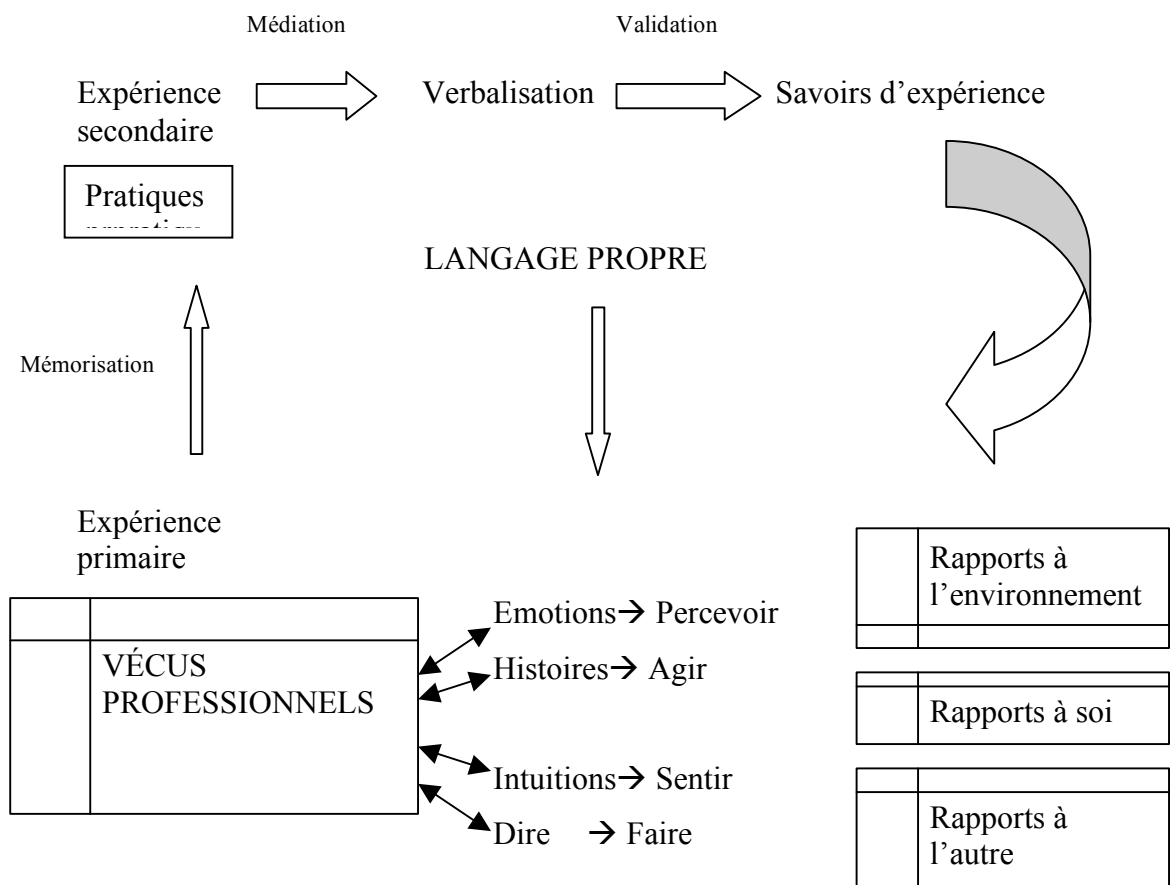 Médiation
Validation
Expérience
secondaire
Verbalisation
Savoirs d’expérience
Pratiques
LANGAGE PROPRE
Mémorisation
Expérience
primaire
VÉCUS
PROFESSIONNELS
Emotions→ Percevoir
Histoires→ Agir
Intuitions→ Sentir
Dire → Faire
Rapports à
l’environnement
Rapports à soi
Rapports à
l’autre